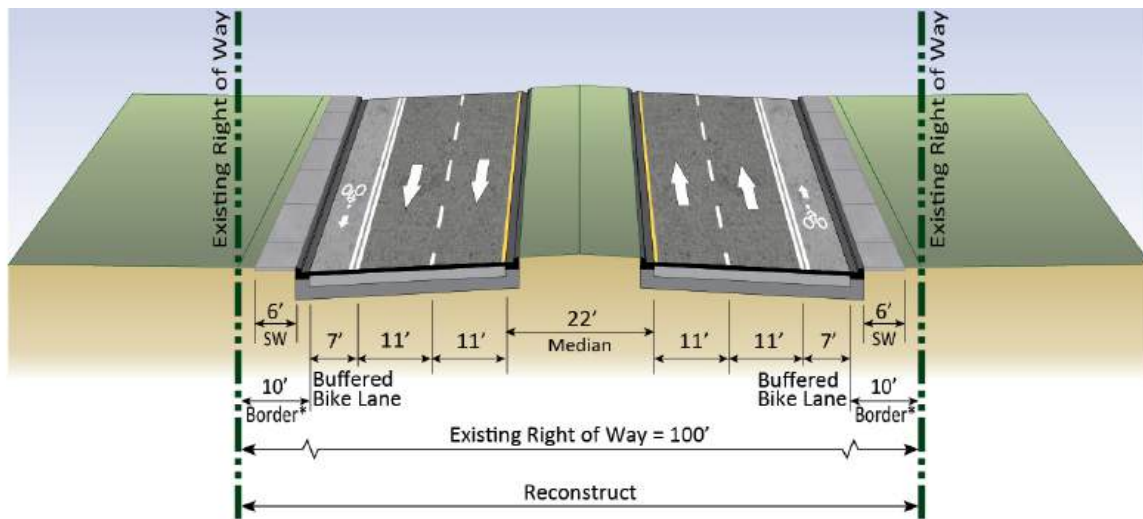 Existing Right of Way
Existing Right of Way
6’
SW
7’
11’
11’
22’
Median
11’
11’
7’
6’
SW
Buffered
Bike Lane
Buffered
Bike Lane
10’
Border*
10’
Border*
Existing Right of Way = 100’
Reconstruct